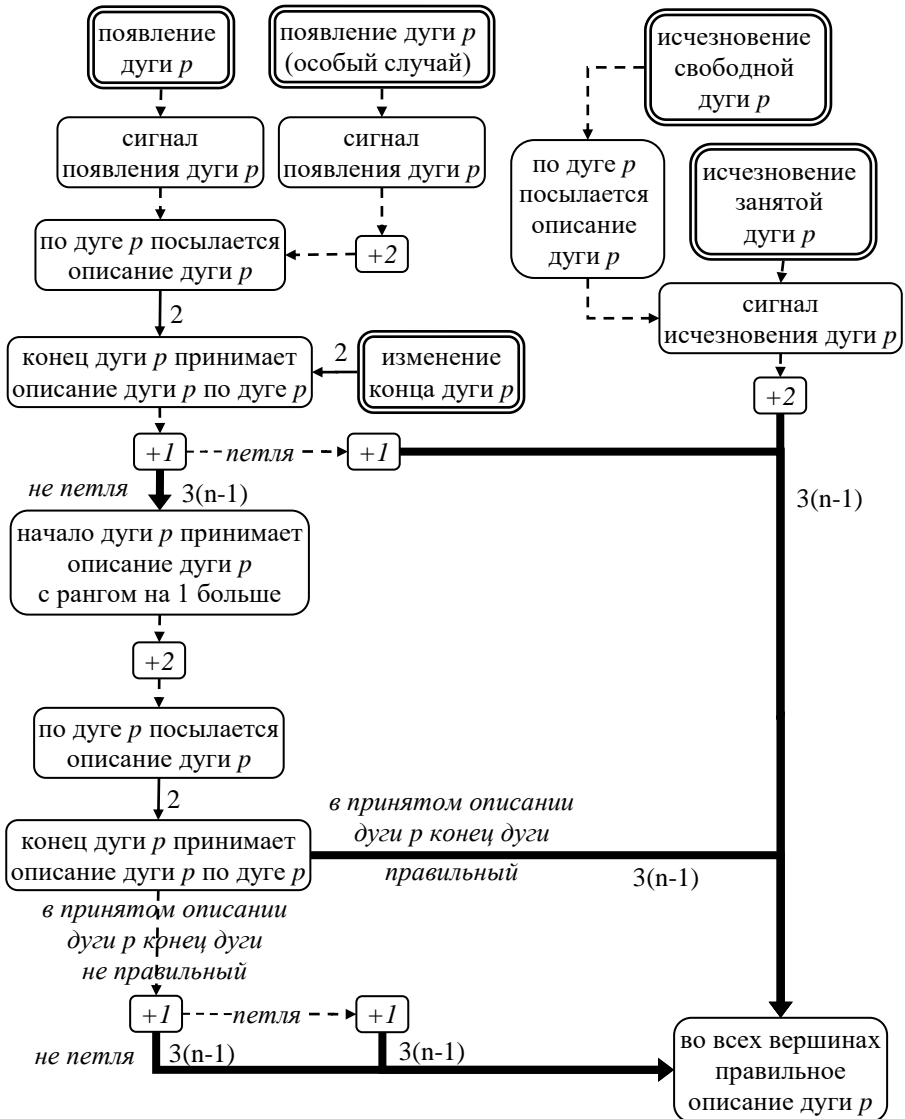 появление
дуги p
появление дуги p
(особый случай)
исчезновение
свободной
дуги p
сигнал
появления дуги p
сигнал
появления дуги p
по дуге p
посылается
описание
дуги p
исчезновение
занятой
дуги p
по дуге p посылается
описание дуги p
+2
сигнал
исчезновения дуги p
2
конец дуги p принимает
описание дуги p по дуге p
2
изменение
конца дуги p
+2
+1
петля
+1
не петля
3(n-1)
3(n-1)
начало дуги p принимает
описание дуги p
с рангом на 1 больше
+2
по дуге p посылается
описание дуги p
2
в принятом описании
дуги p конец дуги
правильный
3(n-1)
конец дуги p принимает
описание дуги p по дуге p
в принятом описании
дуги p конец дуги
не правильный
+1
петля
+1
не петля
3(n-1)
3(n-1)
во всех вершинах
правильное
описание дуги p